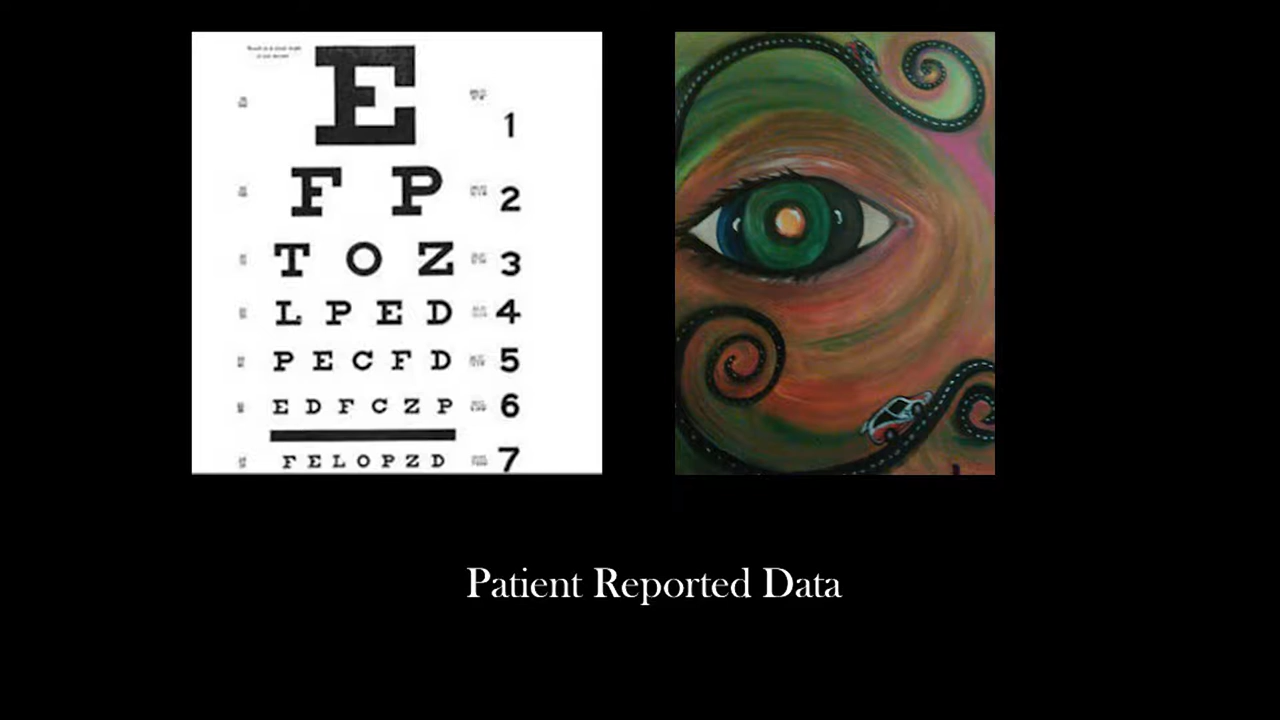 E
1
F P
2
T O Z
3
L P E D
4
P E C F D
5
E D F C Z P
6
F E L O P Z D
7
Patient Reported Data